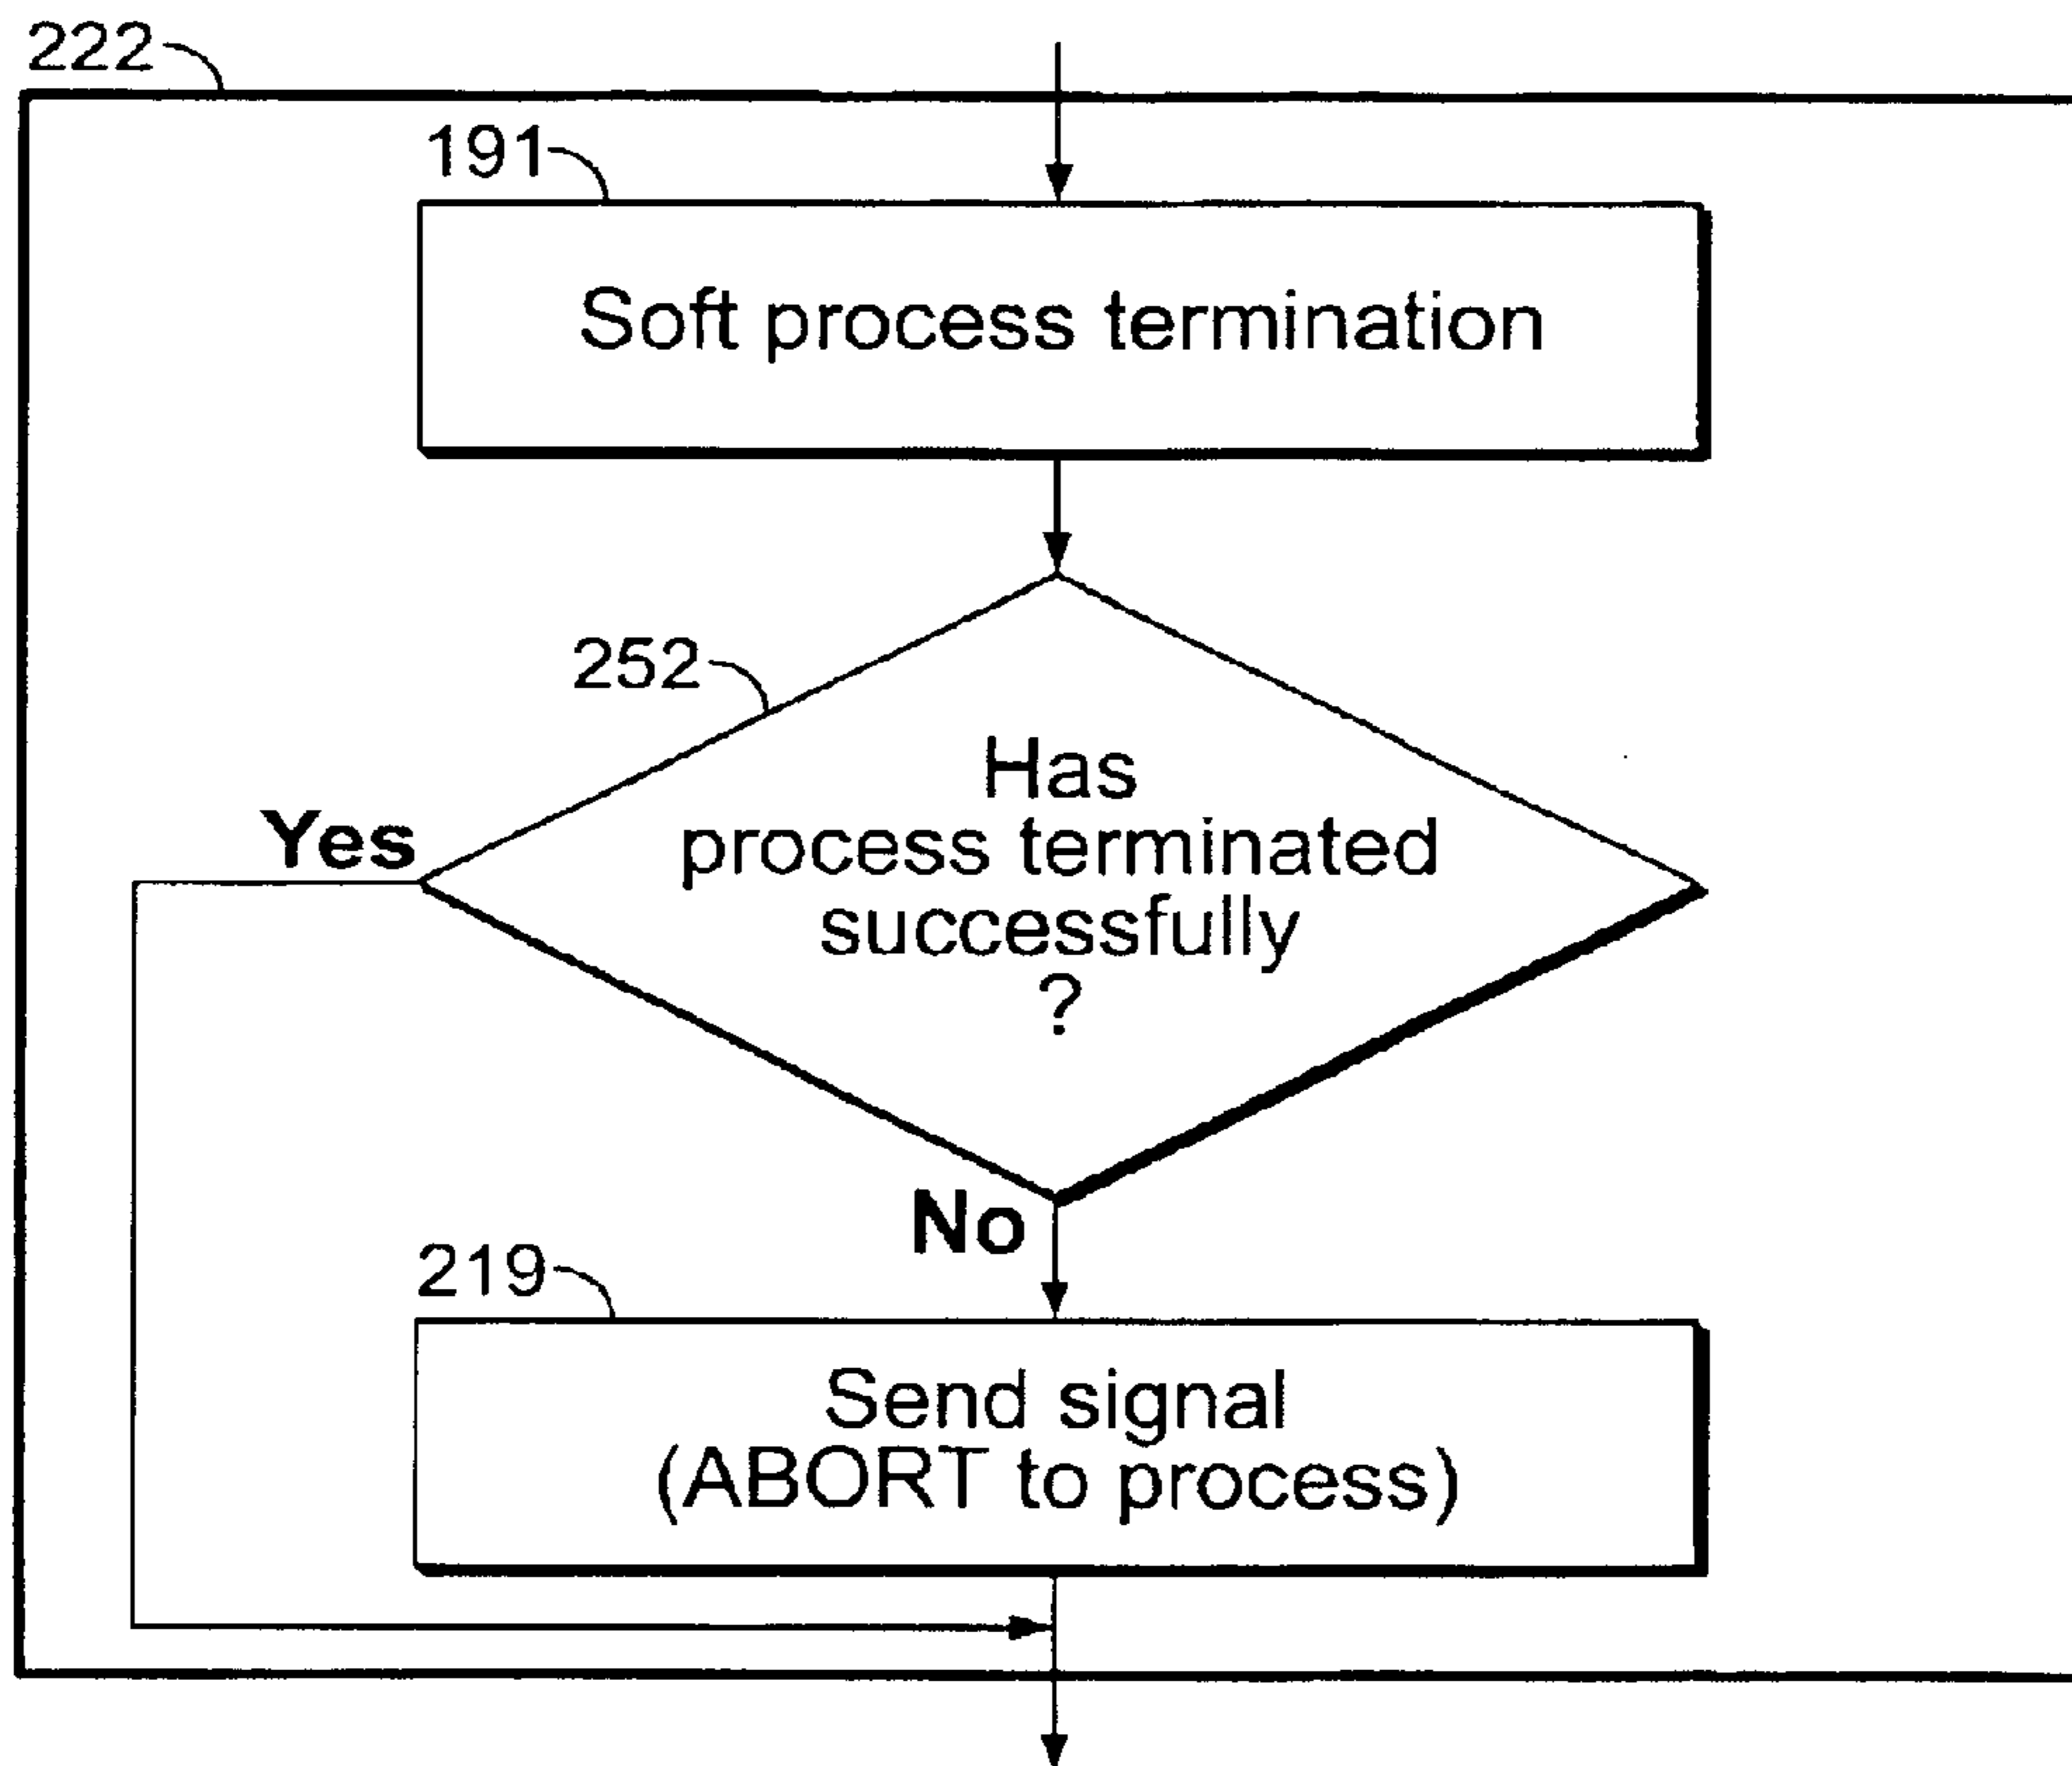 222
191
Soft process termination
252
Has
process terminated
successfully
?
Yes
No
219
Send signal
(ABORT to process)